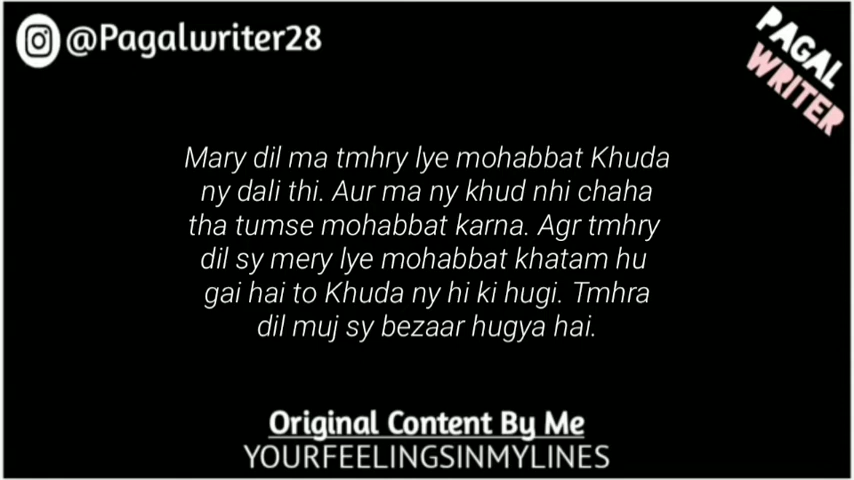 @Pagalwriter28
PAGAL
WRITER
Mary dil ma tmhry lye mohabbat Khuda
ny dali thi. Aur ma ny khud nhi chaha
tha tumse mohabbat karna. Agr tmhry
dil sy mery lye mohabbat khatam hu
gai hai to Khuda ny hi ki hugi. Tmhra
dil muj sy bezaar hugya hai.
Original Content By Me
YOURFEELINGSINMYLINES